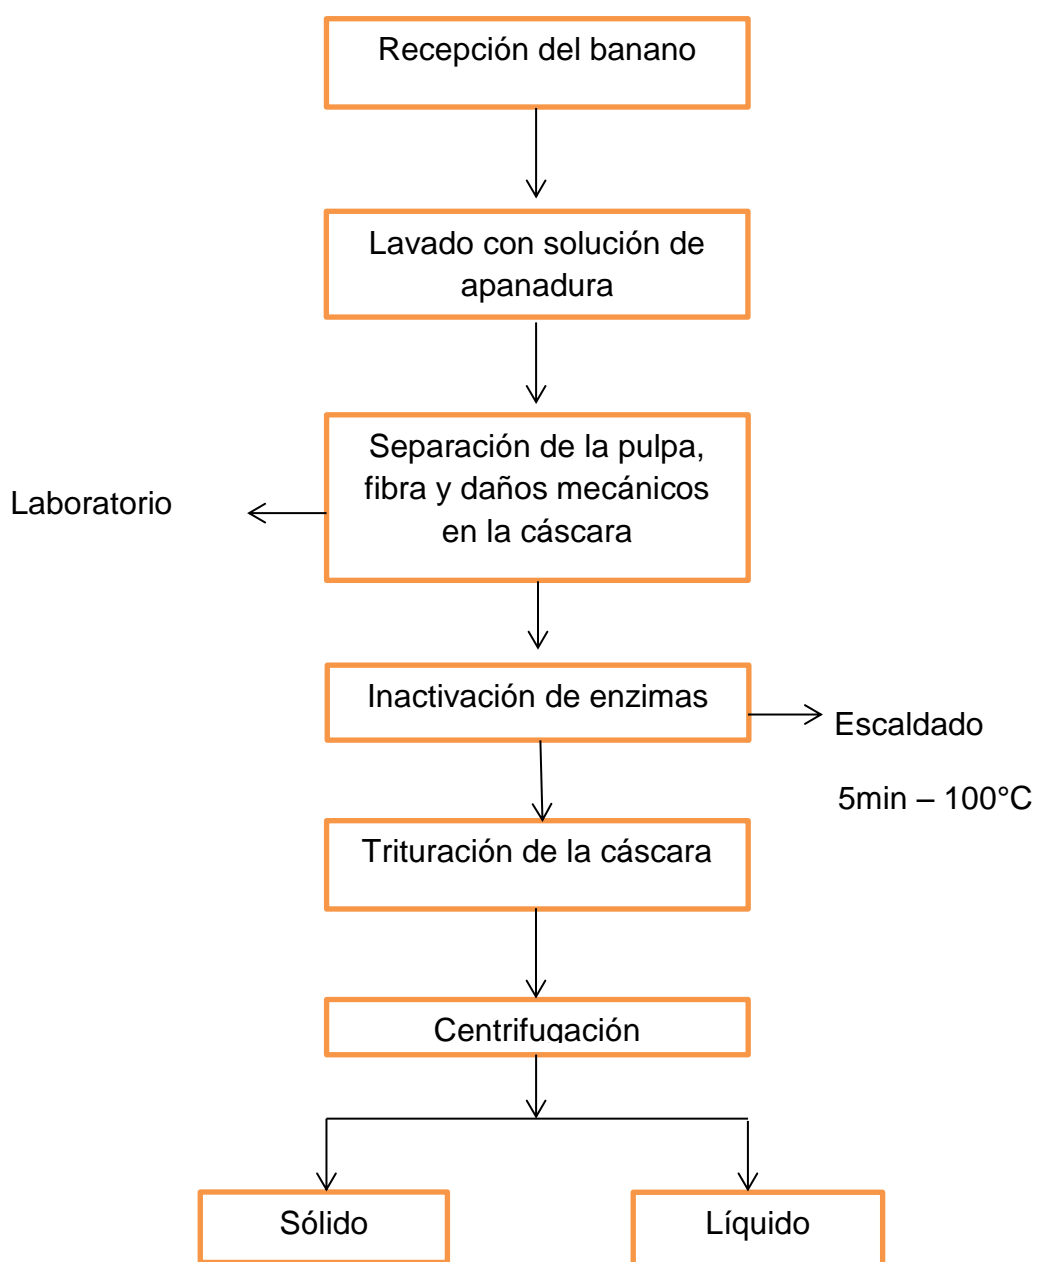 Recepción del banano
Lavado con solución de
apanadura
Separación de la pulpa,
fibra y daños mecánicos
en la cáscara
Laboratorio
Inactivación de enzimas
Escaldado
5min – 100°C
Trituración de la cáscara
Centrifugación
Sólido
Líquido